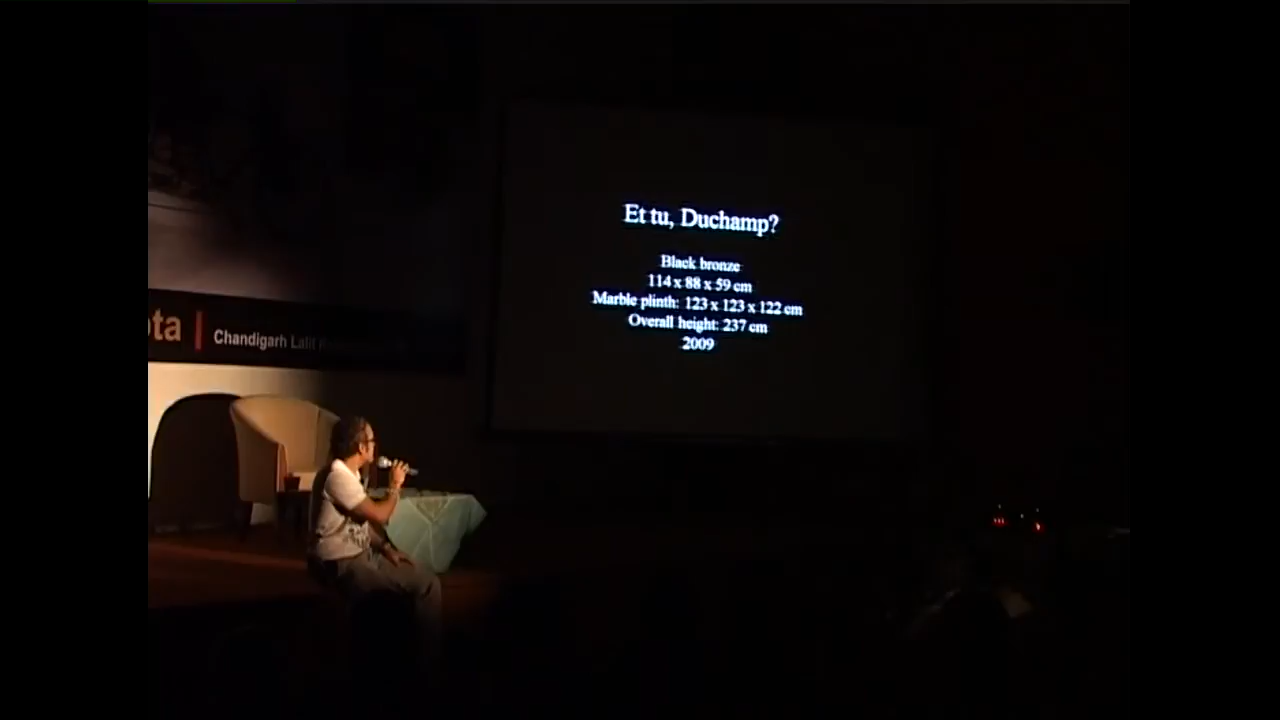 Et tu, Duchamp?
Black bronze
114 x 88 x 59 cm
Marble plinth: 123 x 123 x 122 cm
Overall height: 237 cm
2009
ota | Chandigarh Lalit